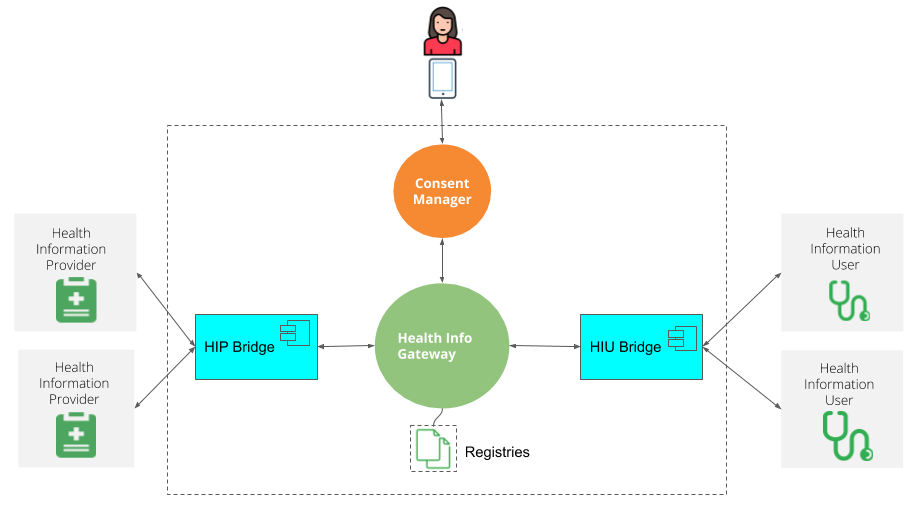 Consent
Manager
Health
Information
Provider
Health
Information
User
HIP Bridge
Health Info
Gateway
HIU Bridge
Health
Information
Provider
Health
Information
User
Registries